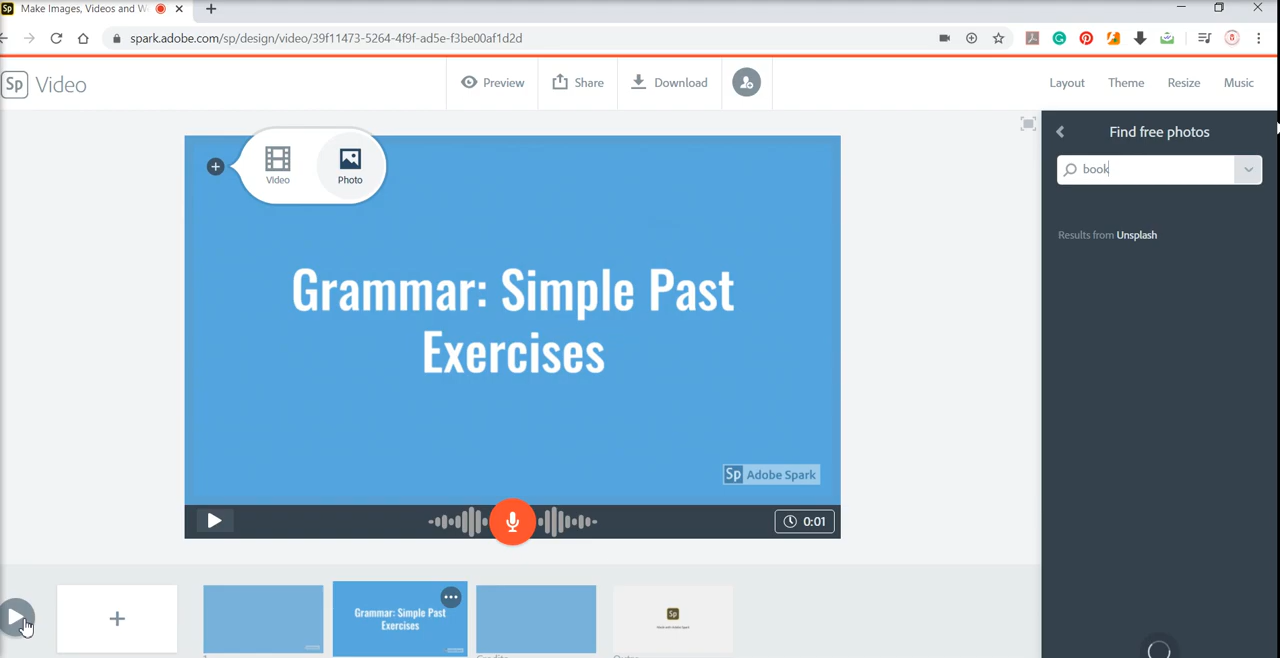 Sp Make Images, Videos and W
spark.adobe.com/sp/design/video/39f11473-5264-4f9f-ad5e-f3be00af1d2d
Sp Video
Preview
Share
Download
Layout
Theme
Resize
Music
Find free photos
book
Results from Unsplash
Video
Photo
Grammar: Simple Past
Exercises
Sp Adobe Spark
0:01
Grammar: Simple Past
Exercises
Sp